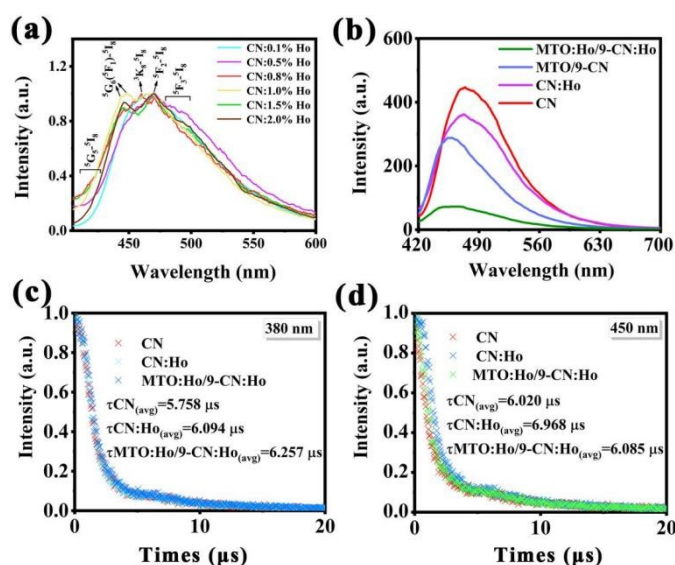 (a)
CN:0.1% Ho
CN:0.5% Ho
CN:0.8% Ho
CN:1.0% Ho
CN:1.5% Ho
CN:2.0% Ho
⁵G₅-⁵I₈
⁵G₆(⁵F₁)-⁵I₈
³K₈-⁵I₈
⁵F₂-⁵I₈
⁵F₃-⁵I₈
Intensity (a.u.)
1.2
0.8
0.4
0.0
450
500
550
600
Wavelength (nm)
(b)
MTO:Ho/9-CN:Ho
MTO/9-CN
CN:Ho
CN
Intensity (a.u.)
600
400
200
0
420
490
560
630
700
Wavelength (nm)
(c)
380 nm
CN
CN:Ho
MTO:Ho/9-CN:Ho
τCN(avg)=5.758 μs
τCN:Ho(avg)=6.094 μs
τMTO:Ho/9-CN:Ho(avg)=6.257 μs
Intensity (a.u.)
1.0
0.8
0.6
0.4
0.2
0.0
0
10
20
Times (μs)
(d)
450 nm
CN
CN:Ho
MTO:Ho/9-CN:Ho
τCN(avg)=6.020 μs
τCN:Ho(avg)=6.968 μs
τMTO:Ho/9-CN:Ho(avg)=6.085 μs
Intensity (a.u.)
1.0
0.8
0.6
0.4
0.2
0.0
0
10
20
Times (μs)